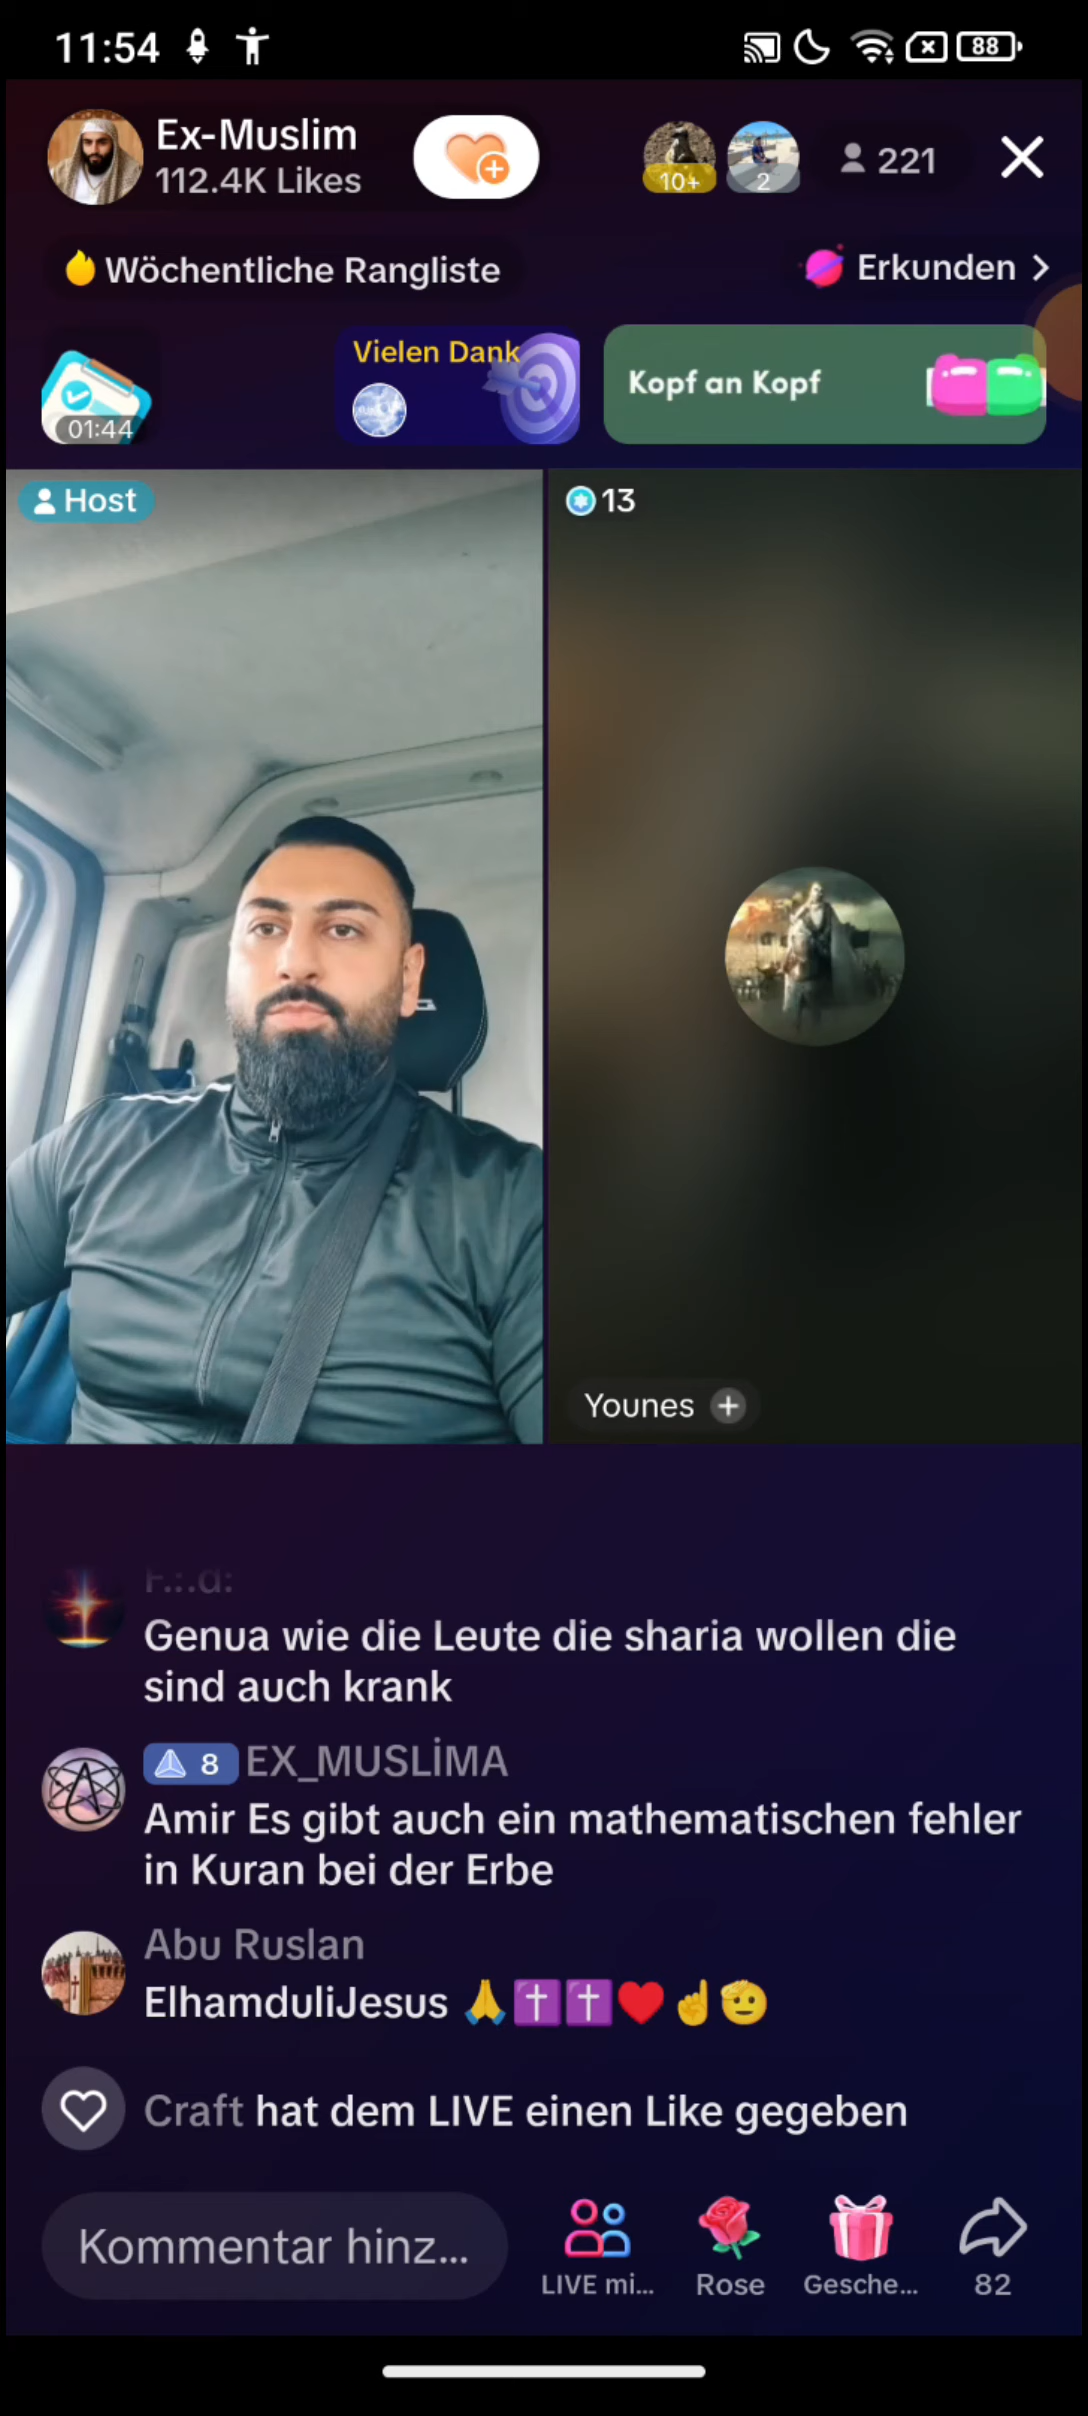 11:54
88
Ex-Muslim
112.4K Likes
10+
2
221
Wöchentliche Rangliste
Erkunden
01:44
Vielen Dank
Kopf an Kopf
Host
13
Younes
F.:.d:
Genua wie die Leute die sharia wollen die
sind auch krank
8 EX_MUSLİMA
Amir Es gibt auch ein mathematischen fehler
in Kuran bei der Erbe
Abu Ruslan
ElhamduliJesus 🙏✝️✝️❤️☝️🫡
Craft hat dem LIVE einen Like gegeben
Kommentar hinz...
LIVE mi...
Rose
Gesche...
82